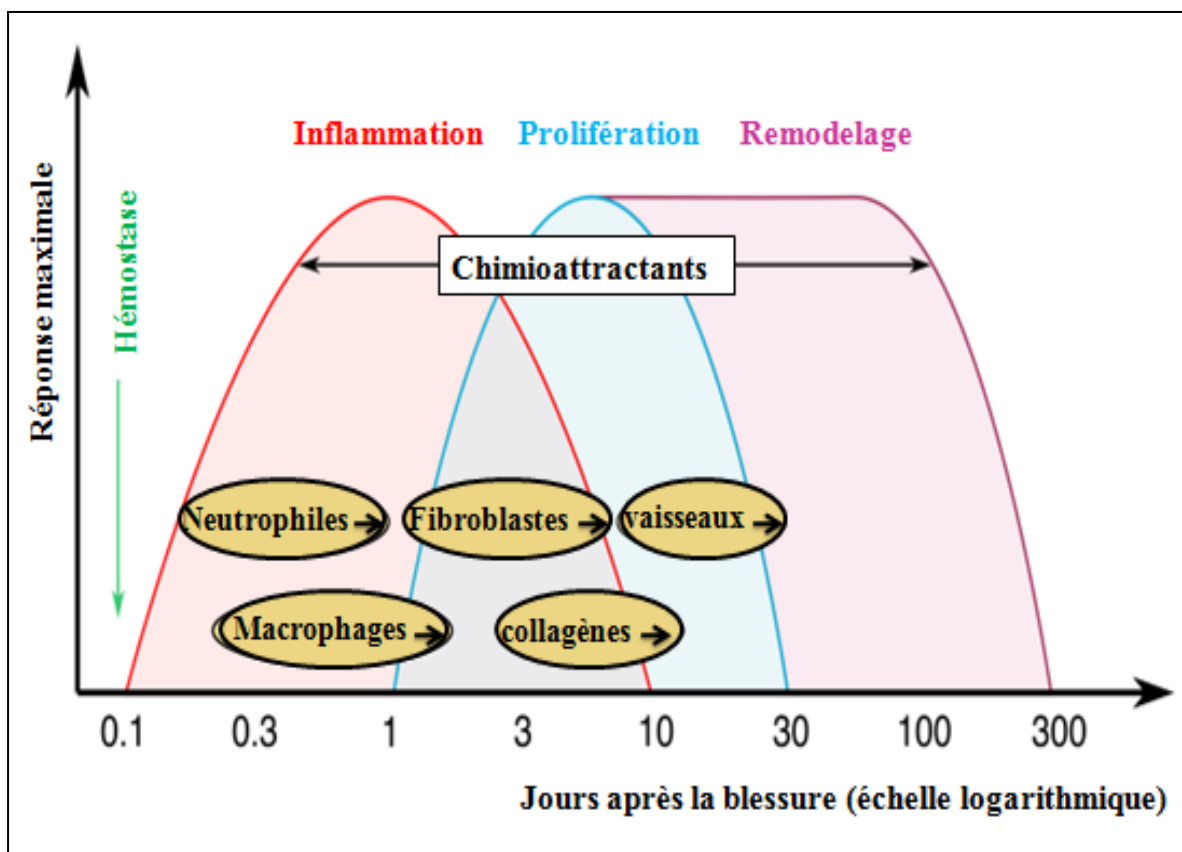 Réponse maximale
Hémostase
Inflammation Prolifération Remodelage
Chimioattractants
Neutrophiles Fibroblastes vaisseaux
Macrophages collagènes
0.1 0.3 1 3 10 30 100 300
Jours après la blessure (échelle logarithmique)